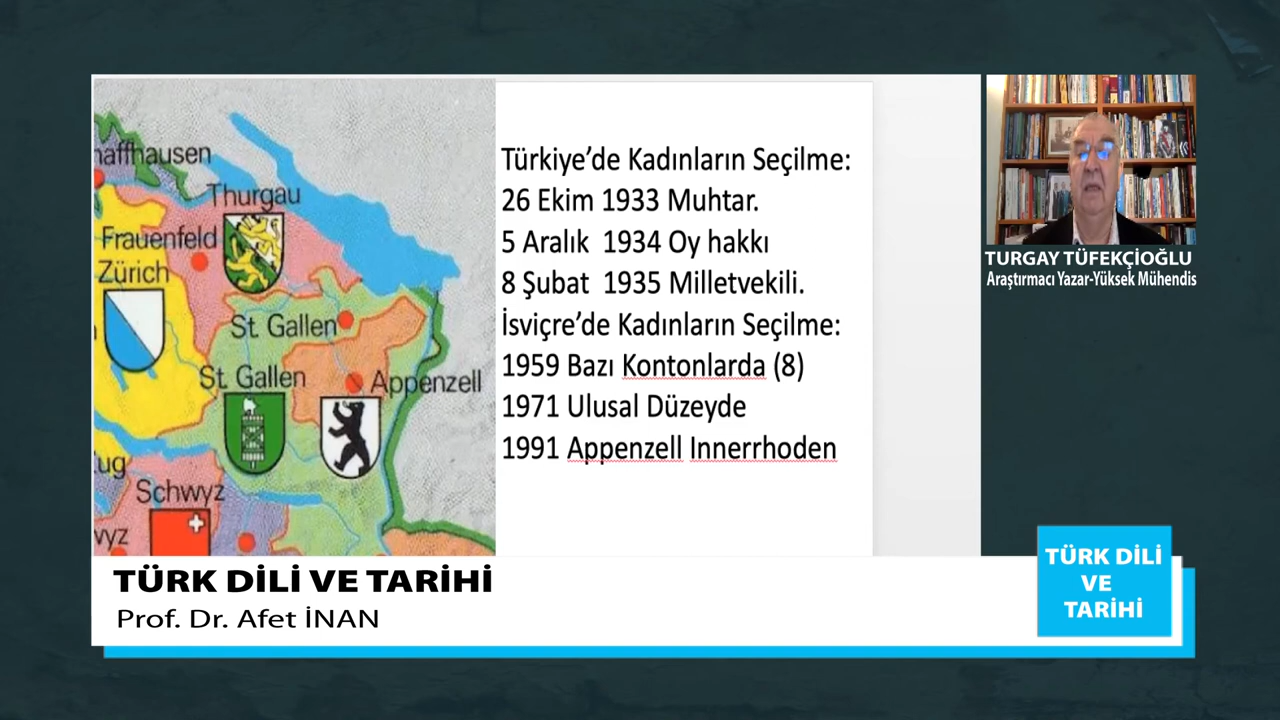 haffhausen
Thurgau
Frauenfeld
Zürich
St. Gallen
St. Gallen
Appenzell
ug
Schwyz
wyz
Türkiye’de Kadınların Seçilme:
26 Ekim 1933 Muhtar.
5 Aralık 1934 Oy hakkı
8 Şubat 1935 Milletvekili.
İsviçre’de Kadınların Seçilme:
1959 Bazı Kontonlarda (8)
1971 Ulusal Düzeyde
1991 Appenzell Innerrhoden
TURGAY TÜFEKÇİOĞLU
Araştırmacı Yazar-Yüksek Mühendis
TÜRK DİLİ VE TARİHİ
Prof. Dr. Afet İNAN
TÜRK DİLİ
VE
TARİHİ